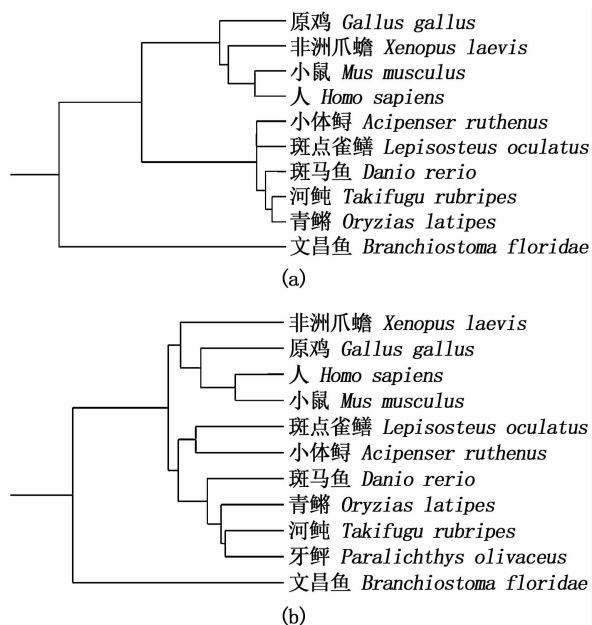 原鸡 Gallus gallus
非洲爪蟾 Xenopus laevis
小鼠 Mus musculus
人 Homo sapiens
小体鲟 Acipenser ruthenus
斑点雀鳝 Lepisosteus oculatus
斑马鱼 Danio rerio
河鲀 Takifugu rubripes
青鳉 Oryzias latipes
文昌鱼 Branchiostoma floridae
(a)
非洲爪蟾 Xenopus laevis
原鸡 Gallus gallus
人 Homo sapiens
小鼠 Mus musculus
斑点雀鳝 Lepisosteus oculatus
小体鲟 Acipenser ruthenus
斑马鱼 Danio rerio
青鳉 Oryzias latipes
河鲀 Takifugu rubripes
牙鲆 Paralichthys olivaceus
文昌鱼 Branchiostoma floridae
(b)